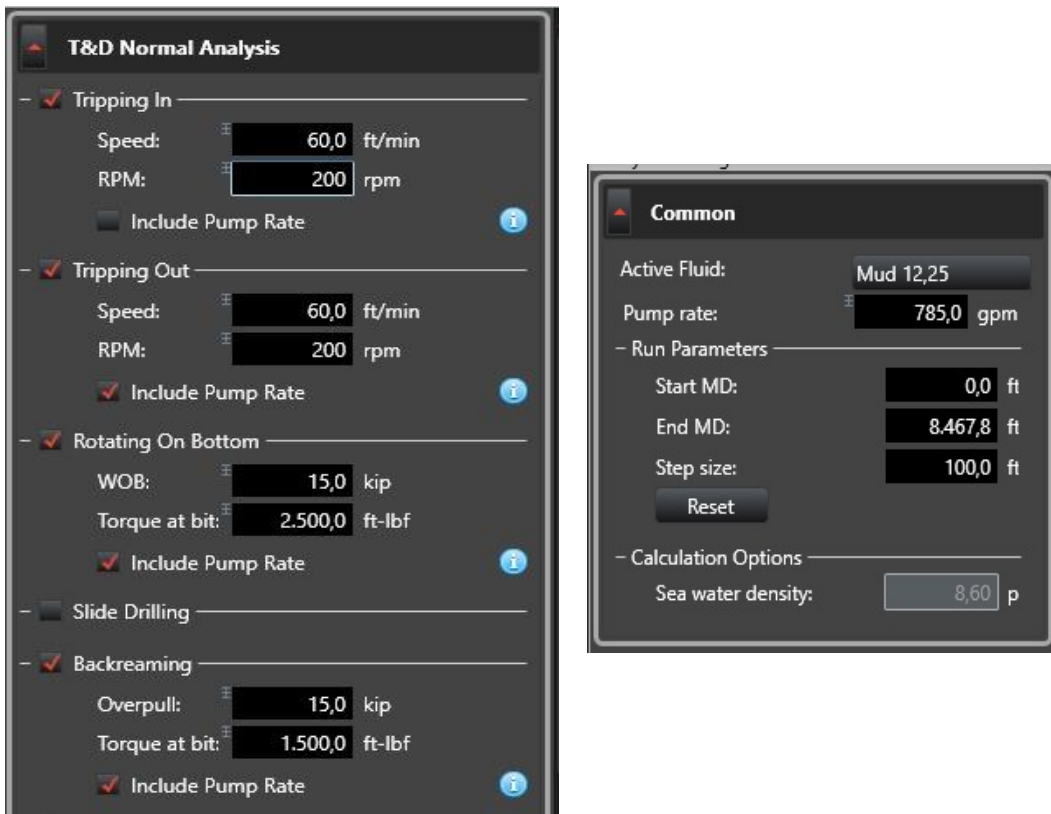 T&D Normal Analysis
Tripping In
Speed: 60,0 ft/min
RPM: 200 rpm
Include Pump Rate
Tripping Out
Speed: 60,0 ft/min
RPM: 200 rpm
Include Pump Rate
Rotating On Bottom
WOB: 15,0 kip
Torque at bit: 2.500,0 ft-lbf
Include Pump Rate
Slide Drilling
Backreaming
Overpull: 15,0 kip
Torque at bit: 1.500,0 ft-lbf
Include Pump Rate
Common
Active Fluid: Mud 12,25
Pump rate: 785,0 gpm
Run Parameters
Start MD: 0,0 ft
End MD: 8.467,8 ft
Step size: 100,0 ft
Reset
Calculation Options
Sea water density: 8,60 p